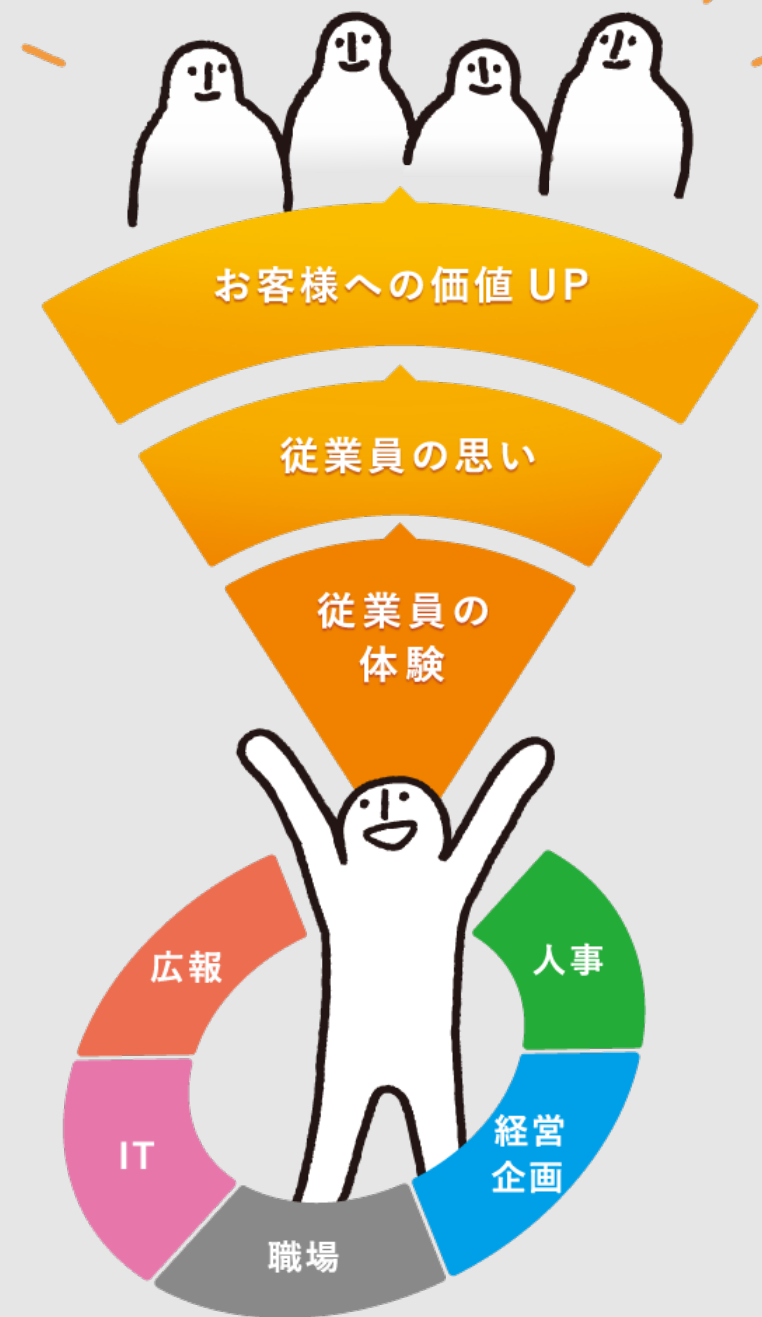 お客様への価値 UP
従業員の思い
従業員の
体験
広報
人事
IT
経営
企画
職場